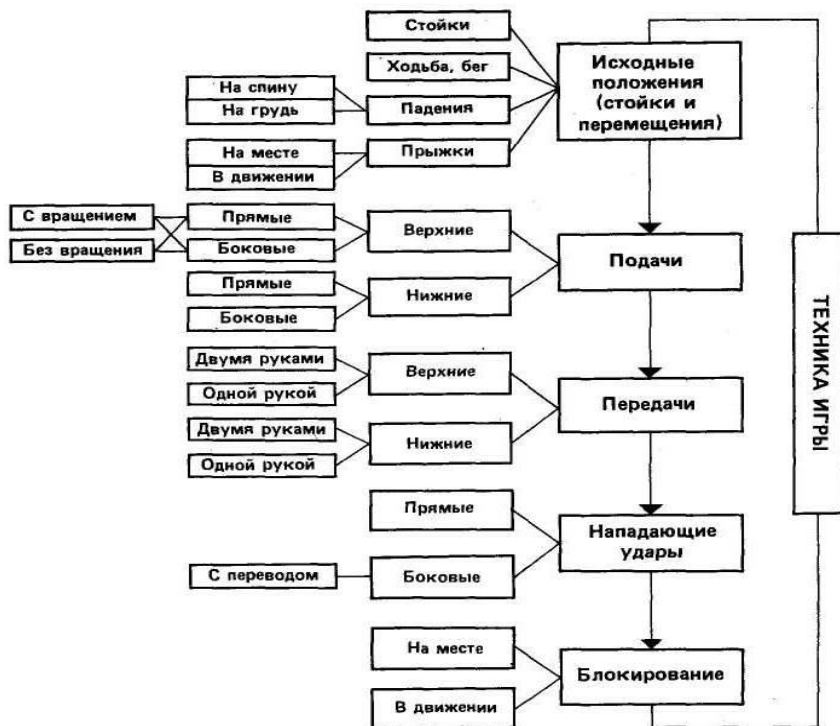 Стойки
Ходьба, бег
На спину
На грудь
Падения
На месте
В движении
Прыжки
Исходные
положения
(стойки и
перемещения)
С вращением
Без вращения
Прямые
Боковые
Верхние
Прямые
Боковые
Нижние
Подачи
Двумя руками
Одной рукой
Верхние
Двумя руками
Одной рукой
Нижние
Передачи
Прямые
С переводом
Боковые
Нападающие
удары
На месте
В движении
Блокирование
ТЕХНИКА ИГРЫ